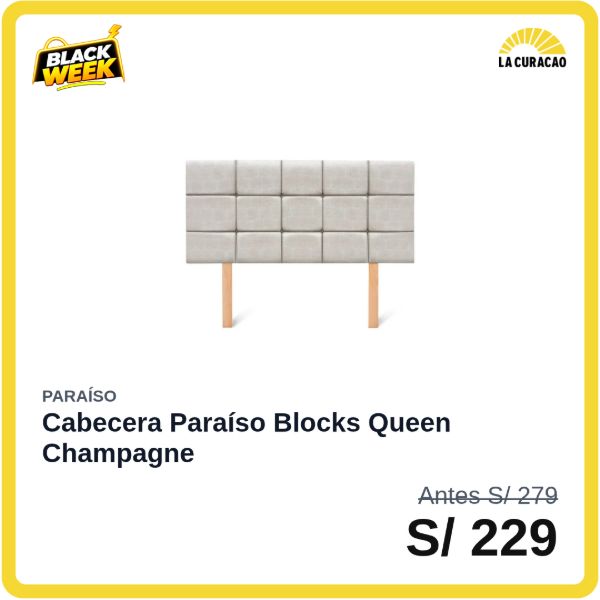 BLACK
WEEK
LA CURACAO
PARAÍSO
Cabecera Paraíso Blocks Queen
Champagne
Antes S/ 279
S/ 229